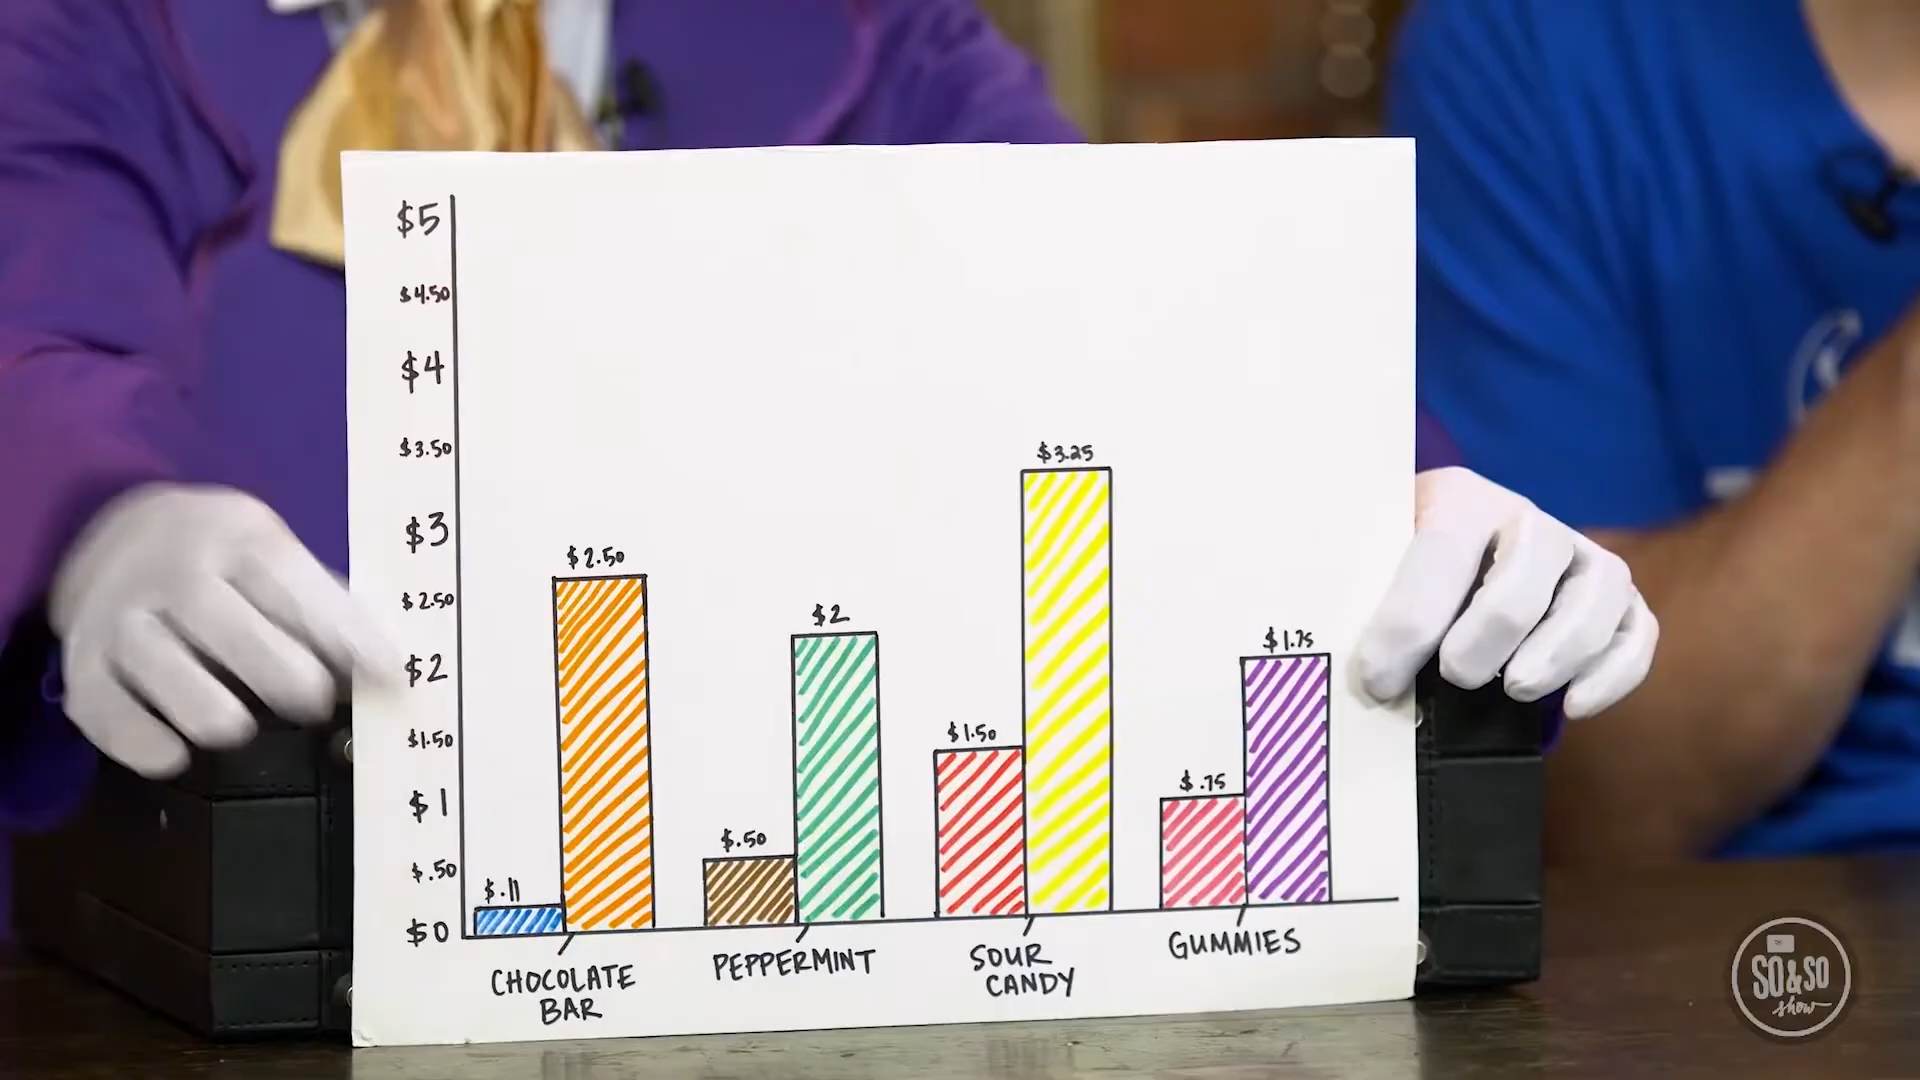 $5
$4.50
$4
$3.50
$3
$2.50
$2
$1.50
$1
$.50
$0
$.11
$2.50
$.50
$2
$1.50
$3.25
$.75
$1.75
CHOCOLATE
BAR
PEPPERMINT
SOUR
CANDY
GUMMIES
SO&SO
show